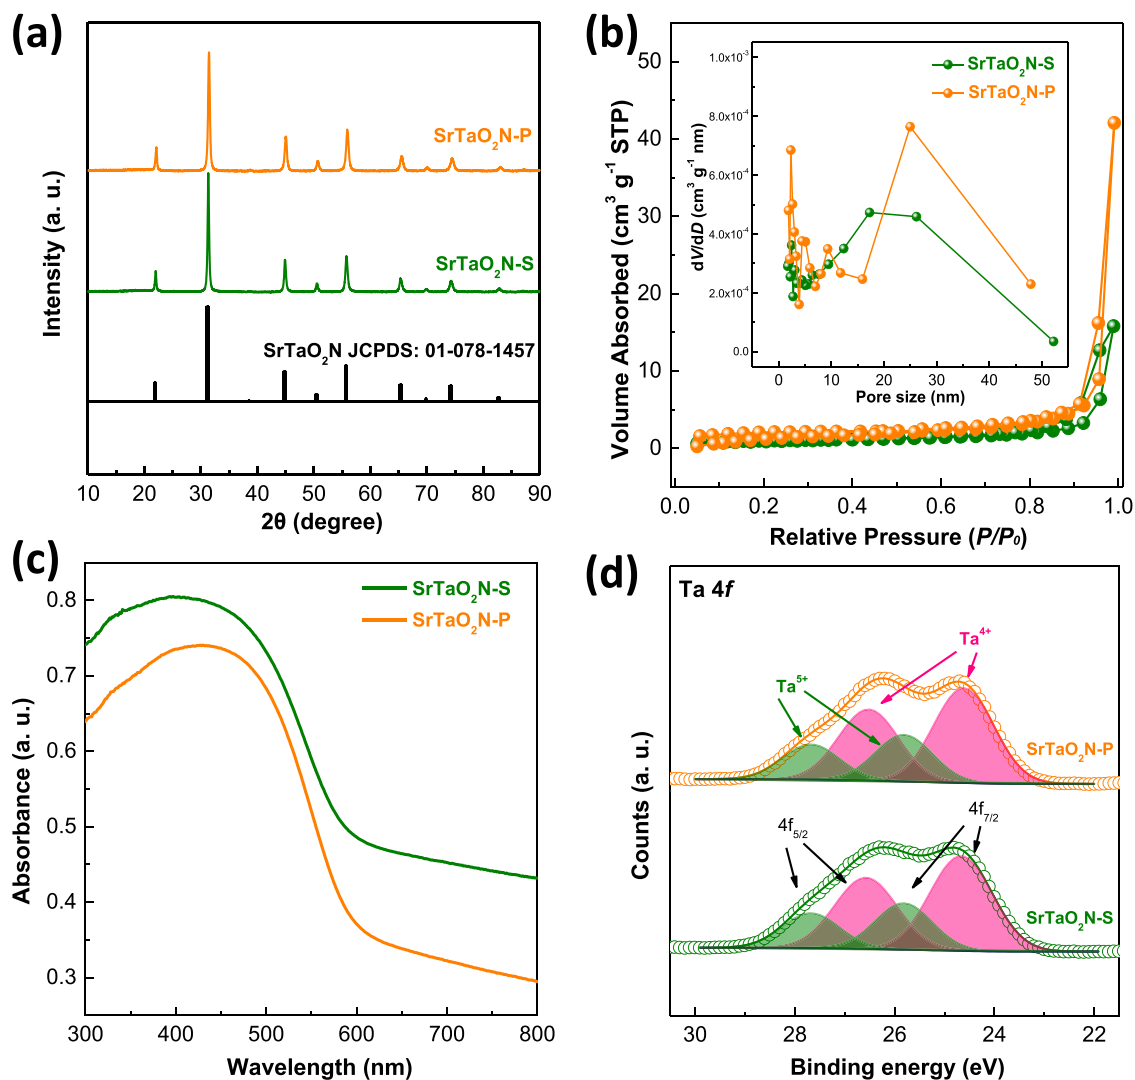 (a)
Intensity (a. u.)
SrTaO₂N-P
SrTaO₂N-S
SrTaO₂N JCPDS: 01-078-1457
10 20 30 40 50 60 70 80 90
2θ (degree)
(b)
Volume Absorbed (cm³ g⁻¹ STP)
50
40
30
20
10
0
0.0 0.2 0.4 0.6 0.8 1.0
Relative Pressure (P/P₀)
SrTaO₂N-S
SrTaO₂N-P
dV/dD (cm³ g⁻¹ nm)
1.0x10⁻³
8.0x10⁻⁴
6.0x10⁻⁴
4.0x10⁻⁴
2.0x10⁻⁴
0.0
0 10 20 30 40 50
Pore size (nm)
(c)
Absorbance (a. u.)
0.8
0.7
0.6
0.5
0.4
0.3
SrTaO₂N-S
SrTaO₂N-P
300 400 500 600 700 800
Wavelength (nm)
(d)
Counts (a. u.)
Ta 4f
Ta⁴⁺
Ta⁵⁺
SrTaO₂N-P
4f₅/₂
4f₇/₂
SrTaO₂N-S
30 28 26 24 22
Binding energy (eV)